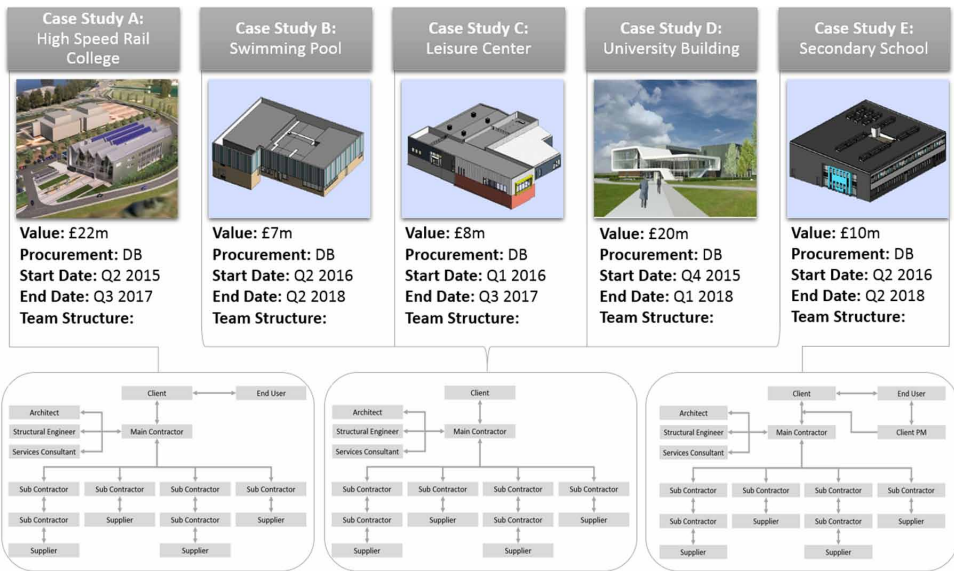 Case Study A:
High Speed Rail
College
Case Study B:
Swimming Pool
Case Study C:
Leisure Center
Case Study D:
University Building
Case Study E:
Secondary School
Value: £22m
Procurement: DB
Start Date: Q2 2015
End Date: Q3 2017
Team Structure:
Value: £7m
Procurement: DB
Start Date: Q2 2016
End Date: Q2 2018
Team Structure:
Value: £8m
Procurement: DB
Start Date: Q1 2016
End Date: Q3 2017
Team Structure:
Value: £20m
Procurement: DB
Start Date: Q4 2015
End Date: Q1 2018
Team Structure:
Value: £10m
Procurement: DB
Start Date: Q2 2016
End Date: Q2 2018
Team Structure:
Client End User
Architect
Structural Engineer Main Contractor
Services Consultant
Sub Contractor Sub Contractor Sub Contractor Sub Contractor
Sub Contractor Supplier Sub Contractor Supplier
Supplier Supplier
Client
Architect
Structural Engineer Main Contractor
Services Consultant
Sub Contractor Sub Contractor Sub Contractor Sub Contractor
Sub Contractor Supplier Sub Contractor Supplier
Supplier Supplier
Client End User
Architect
Structural Engineer Main Contractor Client PM
Services Consultant
Sub Contractor Sub Contractor Sub Contractor Sub Contractor
Sub Contractor Supplier Sub Contractor Supplier
Supplier Supplier